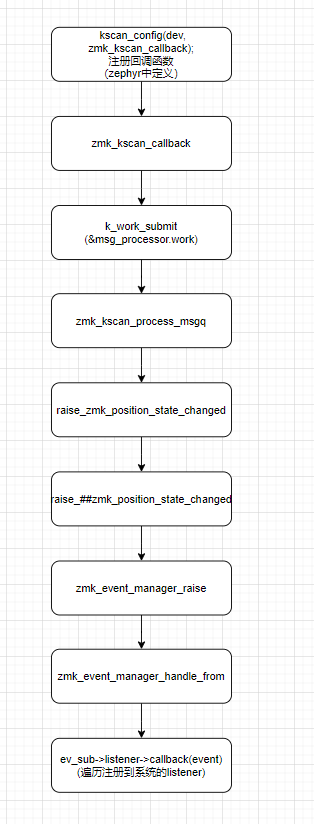 kscan_config(dev,
zmk_kscan_callback);
注册回调函数
(zephyr中定义)
zmk_kscan_callback
k_work_submit
(&msg_processor.work)
zmk_kscan_process_msgq
raise_zmk_position_state_changed
raise_##zmk_position_state_changed
zmk_event_manager_raise
zmk_event_manager_handle_from
ev_sub->listener->callback(event)
(遍历注册到系统的listener)